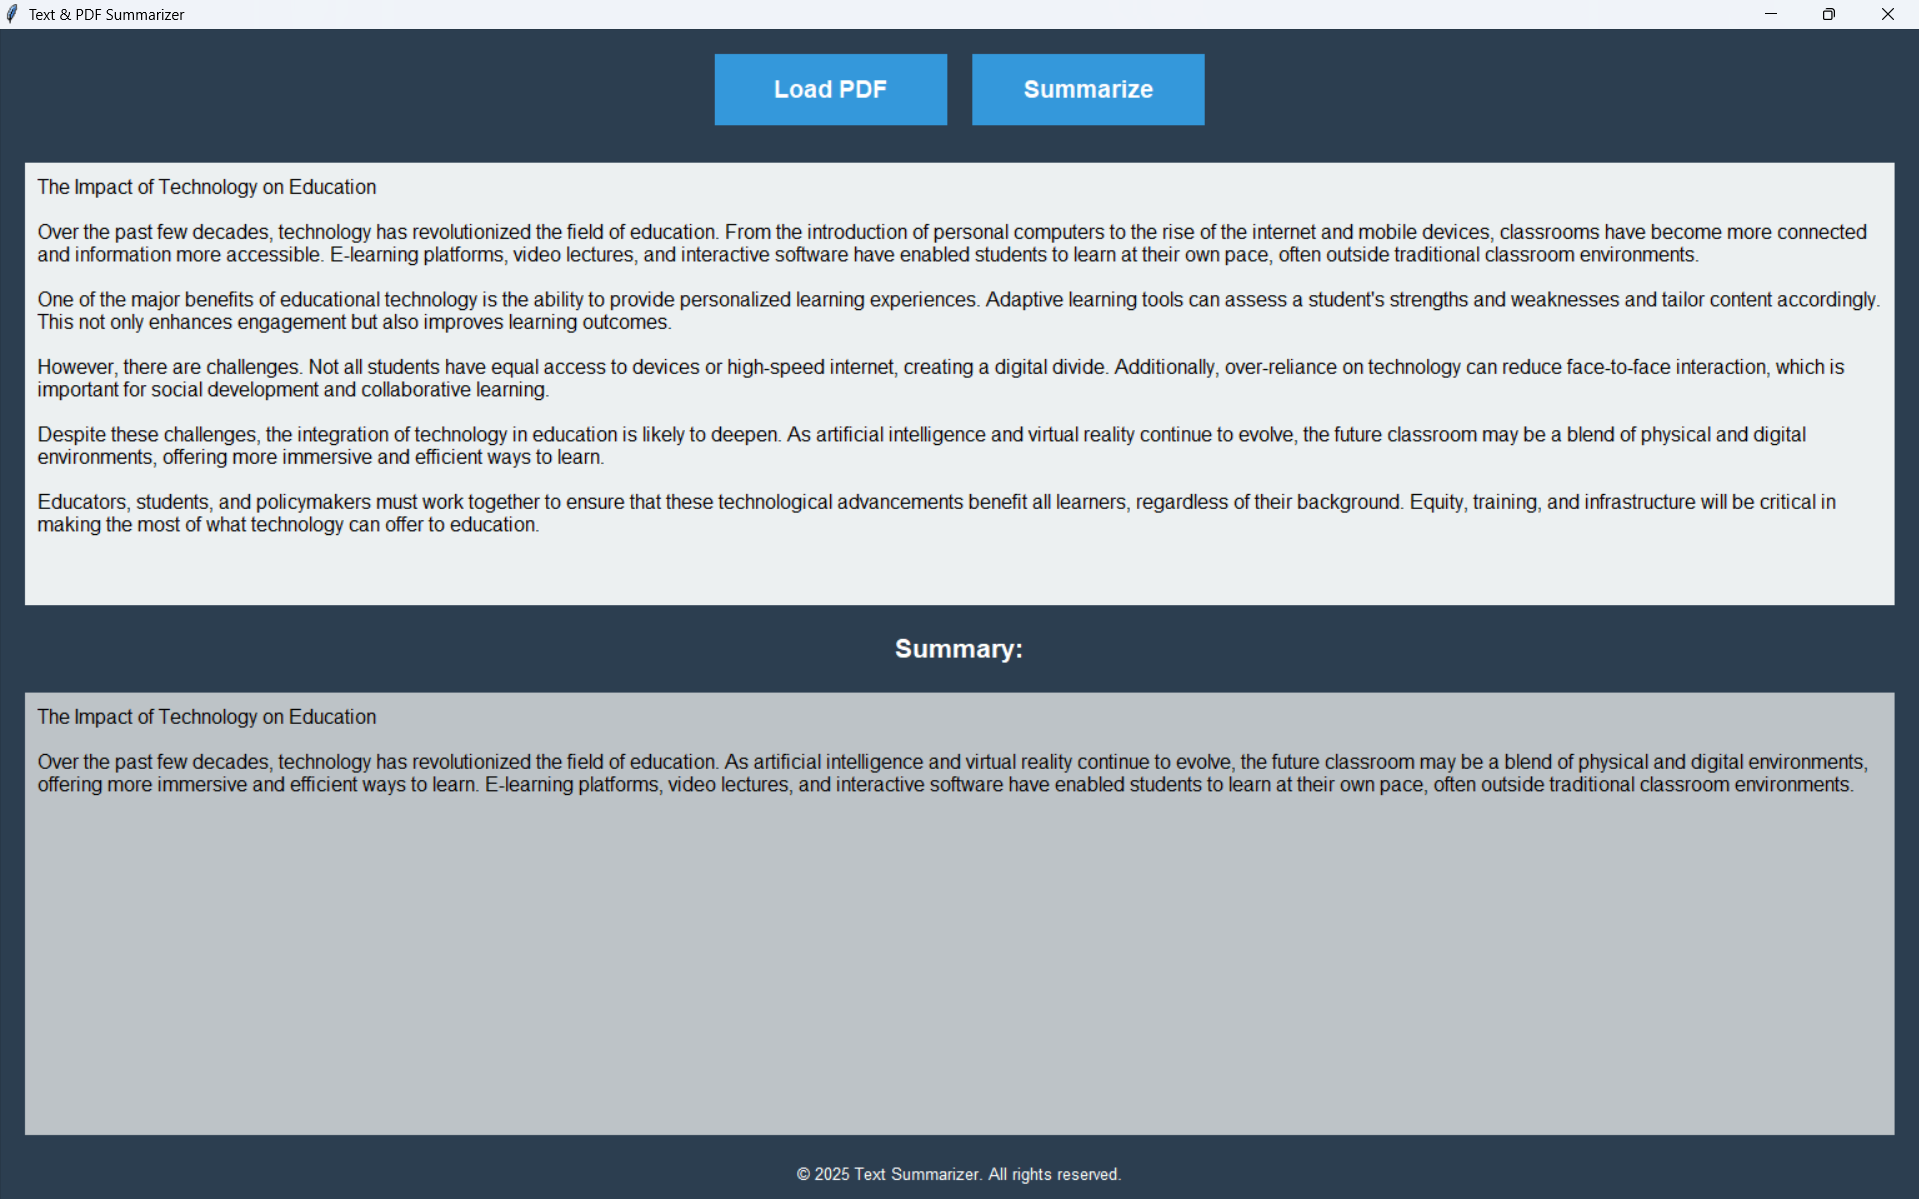 Text & PDF Summarizer
Load PDF
Summarize
The Impact of Technology on Education
Over the past few decades, technology has revolutionized the field of education. From the introduction of personal computers to the rise of the internet and mobile devices, classrooms have become more connected
and information more accessible. E-learning platforms, video lectures, and interactive software have enabled students to learn at their own pace, often outside traditional classroom environments.
One of the major benefits of educational technology is the ability to provide personalized learning experiences. Adaptive learning tools can assess a student's strengths and weaknesses and tailor content accordingly.
This not only enhances engagement but also improves learning outcomes.
However, there are challenges. Not all students have equal access to devices or high-speed internet, creating a digital divide. Additionally, over-reliance on technology can reduce face-to-face interaction, which is
important for social development and collaborative learning.
Despite these challenges, the integration of technology in education is likely to deepen. As artificial intelligence and virtual reality continue to evolve, the future classroom may be a blend of physical and digital
environments, offering more immersive and efficient ways to learn.
Educators, students, and policymakers must work together to ensure that these technological advancements benefit all learners, regardless of their background. Equity, training, and infrastructure will be critical in
making the most of what technology can offer to education.
Summary:
The Impact of Technology on Education
Over the past few decades, technology has revolutionized the field of education. As artificial intelligence and virtual reality continue to evolve, the future classroom may be a blend of physical and digital environments,
offering more immersive and efficient ways to learn. E-learning platforms, video lectures, and interactive software have enabled students to learn at their own pace, often outside traditional classroom environments.
© 2025 Text Summarizer. All rights reserved.